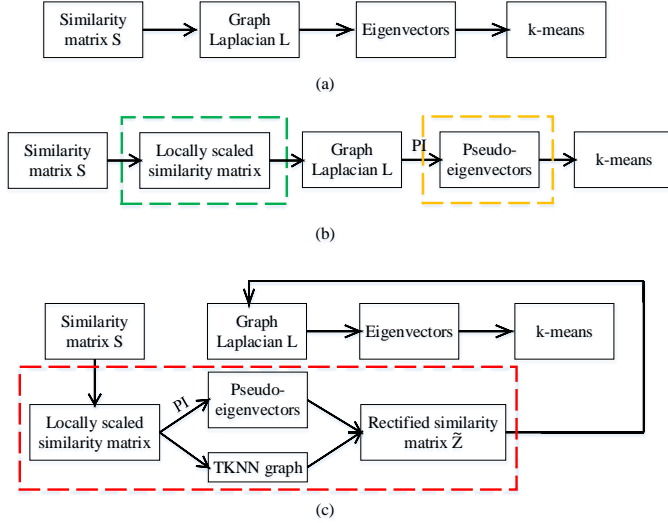 Similarity
matrix S
Graph
Laplacian L
Eigenvectors
k-means
(a)
Similarity
matrix S
Locally scaled
similarity matrix
Graph
Laplacian L
PI
Pseudo-
eigenvectors
k-means
(b)
Similarity
matrix S
Graph
Laplacian L
Eigenvectors
k-means
Locally scaled
similarity matrix
PI
Pseudo-
eigenvectors
TKNN graph
Rectified similarity
matrix Z̃
(c)